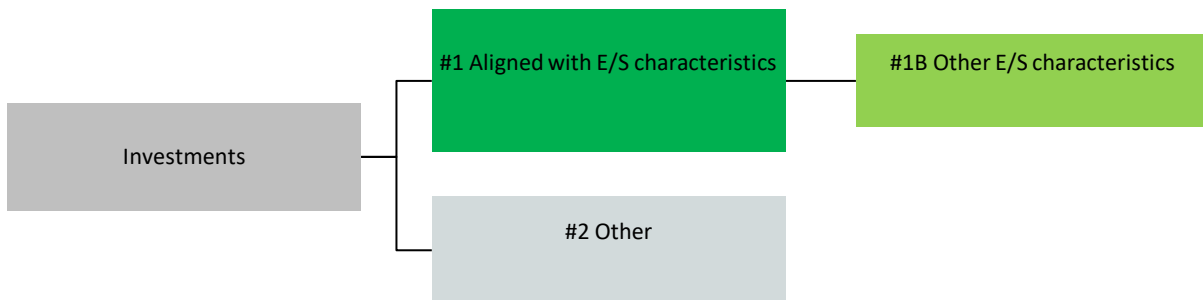 #1 Aligned with E/S characteristics
#1B Other E/S characteristics
Investments
#2 Other